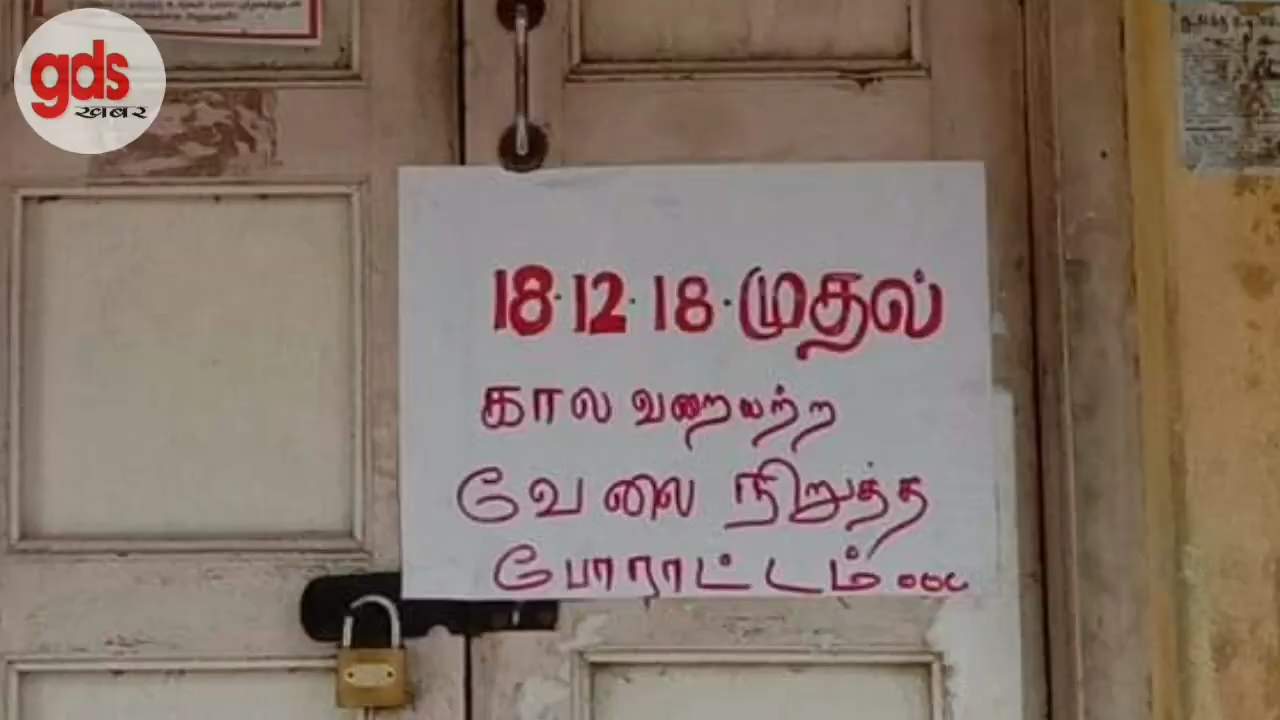 gds
खबर
18·12·18·முதல்
கால வரையற்ற
வேலை நிறுத்த
போராட்டம்...